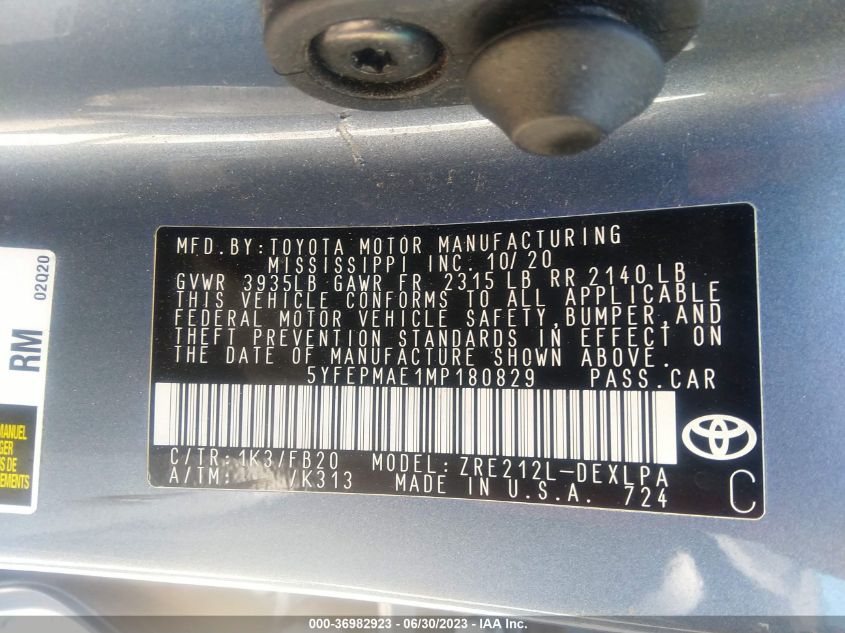 MFD.BY:TOYOTA MOTOR MANUFACTURING
MISSISSIPPI INC. 10/20
GVWR 3935LB GAWR FR 2315 LB RR 2140 LB
THIS VEHICLE CONFORMS TO ALL APPLICABLE
FEDERAL MOTOR VEHICLE SAFETY,BUMPER,AND
THEFT PREVENTION STANDARDS IN EFFECT ON
THE DATE OF MANUFACTURE SHOWN ABOVE.
5YFEPMAE1MP180829 PASS.CAR
C/TR:1K3/FB20 MODEL:ZRE212L-DEXLPA
A/TM: /K313 MADE IN U.S.A. 724
C
RM 02Q20
MANUEL
DE
000-36982923 - 06/30/2023 - IAA Inc.